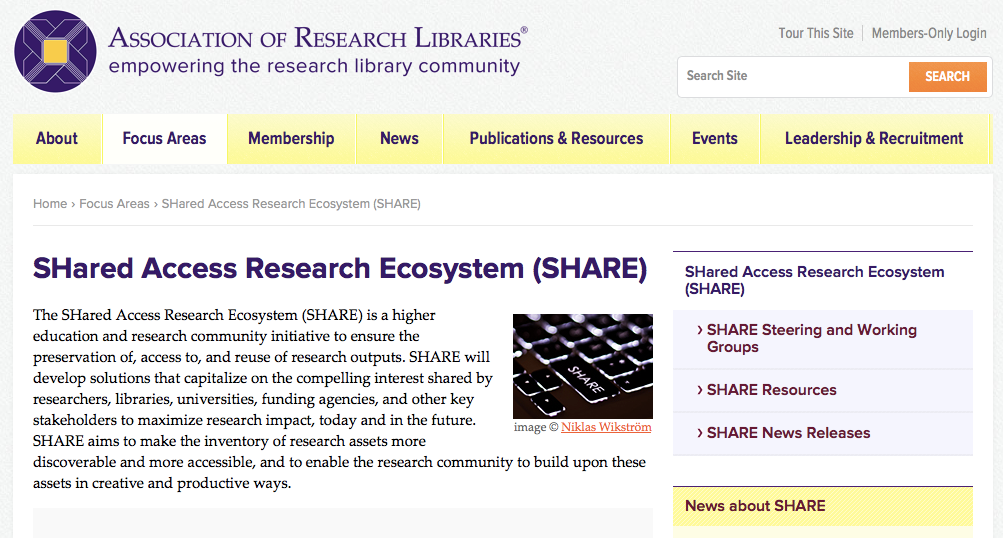 ASSOCIATION OF RESEARCH LIBRARIES®
empowering the research library community
Tour This Site
Members-Only Login
Search Site
SEARCH
About
Focus Areas
Membership
News
Publications & Resources
Events
Leadership & Recruitment
Home › Focus Areas › SHared Access Research Ecosystem (SHARE)
SHared Access Research Ecosystem (SHARE)
The SHared Access Research Ecosystem (SHARE) is a higher
education and research community initiative to ensure the
preservation of, access to, and reuse of research outputs. SHARE will
develop solutions that capitalize on the compelling interest shared by
researchers, libraries, universities, funding agencies, and other key
stakeholders to maximize research impact, today and in the future.
SHARE aims to make the inventory of research assets more
discoverable and more accessible, and to enable the research community to build upon these
assets in creative and productive ways.
SHARE
image © Niklas Wikström
SHared Access Research Ecosystem
(SHARE)
› SHARE Steering and Working
Groups
› SHARE Resources
› SHARE News Releases
News about SHARE